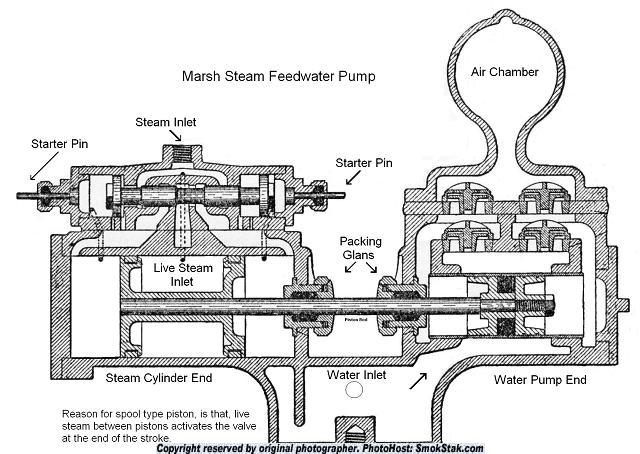 Marsh Steam Feedwater Pump
Air Chamber
Steam Inlet
Starter Pin
Starter Pin
Packing
Glans
Live Steam
Inlet
Piston Rod
Steam Cylinder End
Water Inlet
Water Pump End
Reason for spool type piston, is that, live
steam between pistons activates the valve
at the end of the stroke.
Copyright reserved by original photographer. PhotoHost: SmokStak.com